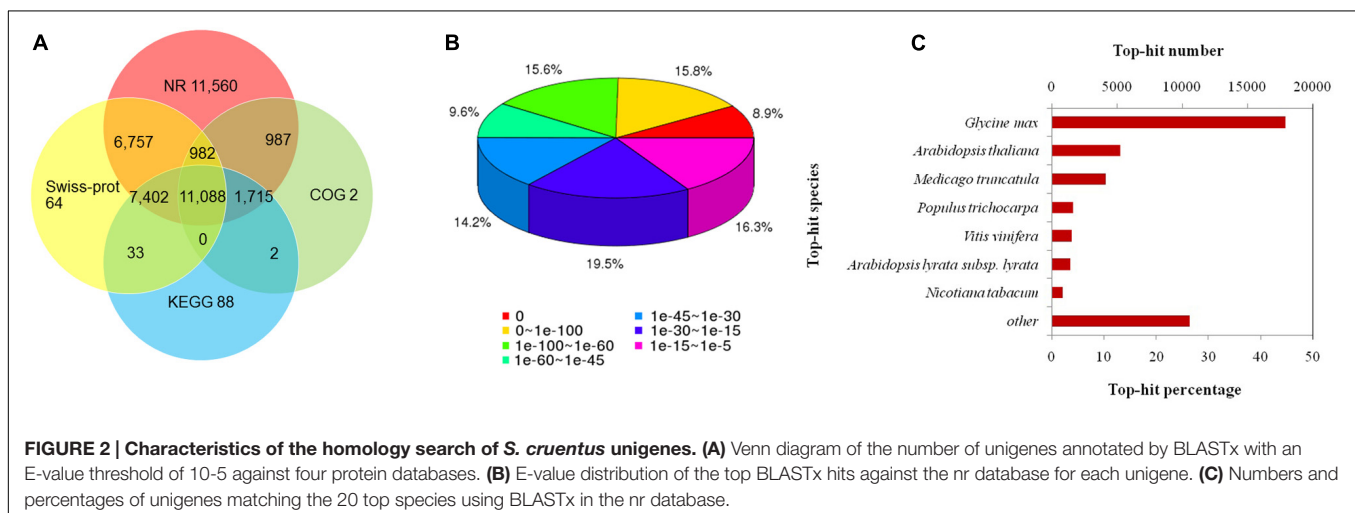 A
NR 11,560
6,757
982
987
Swiss-prot
64
7,402
11,088
1,715
COG 2
0
33
2
KEGG 88
B
15.6%
15.8%
9.6%
8.9%
14.2%
16.3%
19.5%
0
1e-45~1e-30
0~1e-100
1e-30~1e-15
1e-100~1e-60
1e-15~1e-5
1e-60~1e-45
C
Top-hit number
0 5000 10000 15000 20000
Top-hit species
Glycine max
Arabidopsis thaliana
Medicago truncatula
Populus trichocarpa
Vitis vinifera
Arabidopsis lyrata subsp. lyrata
Nicotiana tabacum
other
0 10 20 30 40 50
Top-hit percentage
FIGURE 2 | Characteristics of the homology search of S. cruentus unigenes. (A) Venn diagram of the number of unigenes annotated by BLASTx with an
E-value threshold of 10-5 against four protein databases. (B) E-value distribution of the top BLASTx hits against the nr database for each unigene. (C) Numbers and
percentages of unigenes matching the 20 top species using BLASTx in the nr database.